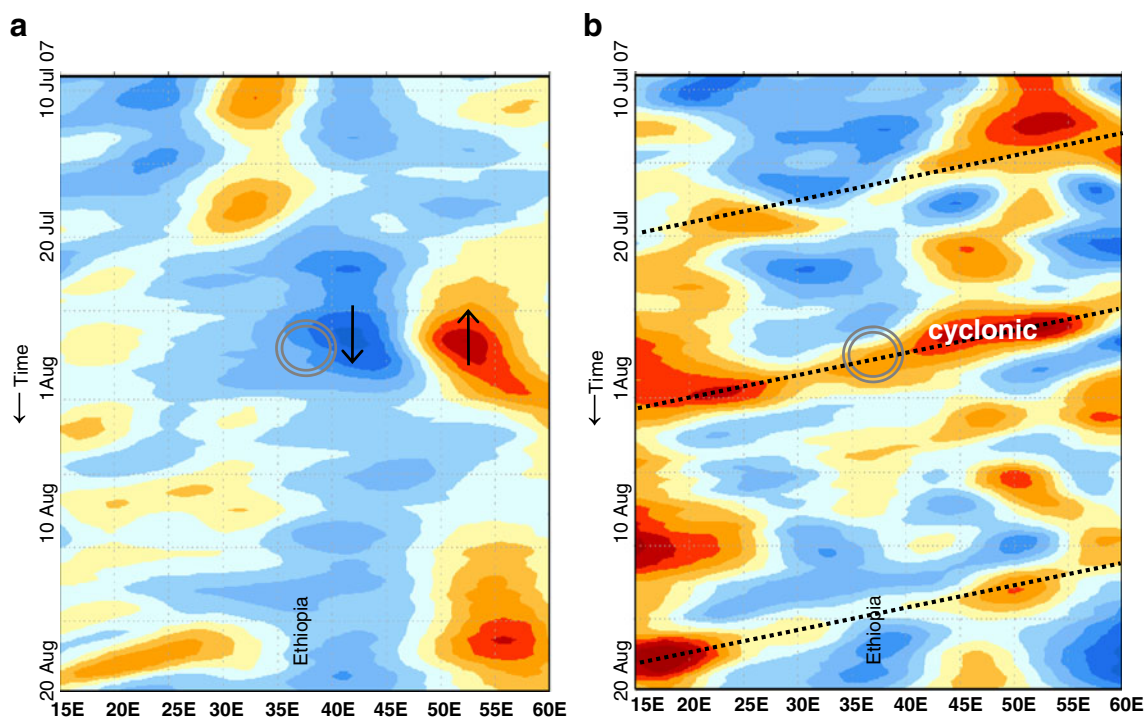 a
10 Jul 07
20 Jul
1 Aug
10 Aug
20 Aug
←Time
Ethiopia
15E 20E 25E 30E 35E 40E 45E 50E 55E 60E
b
10 Jul 07
20 Jul
1 Aug
10 Aug
20 Aug
←Time
cyclonic
Ethiopia
15E 20E 25E 30E 35E 40E 45E 50E 55E 60E